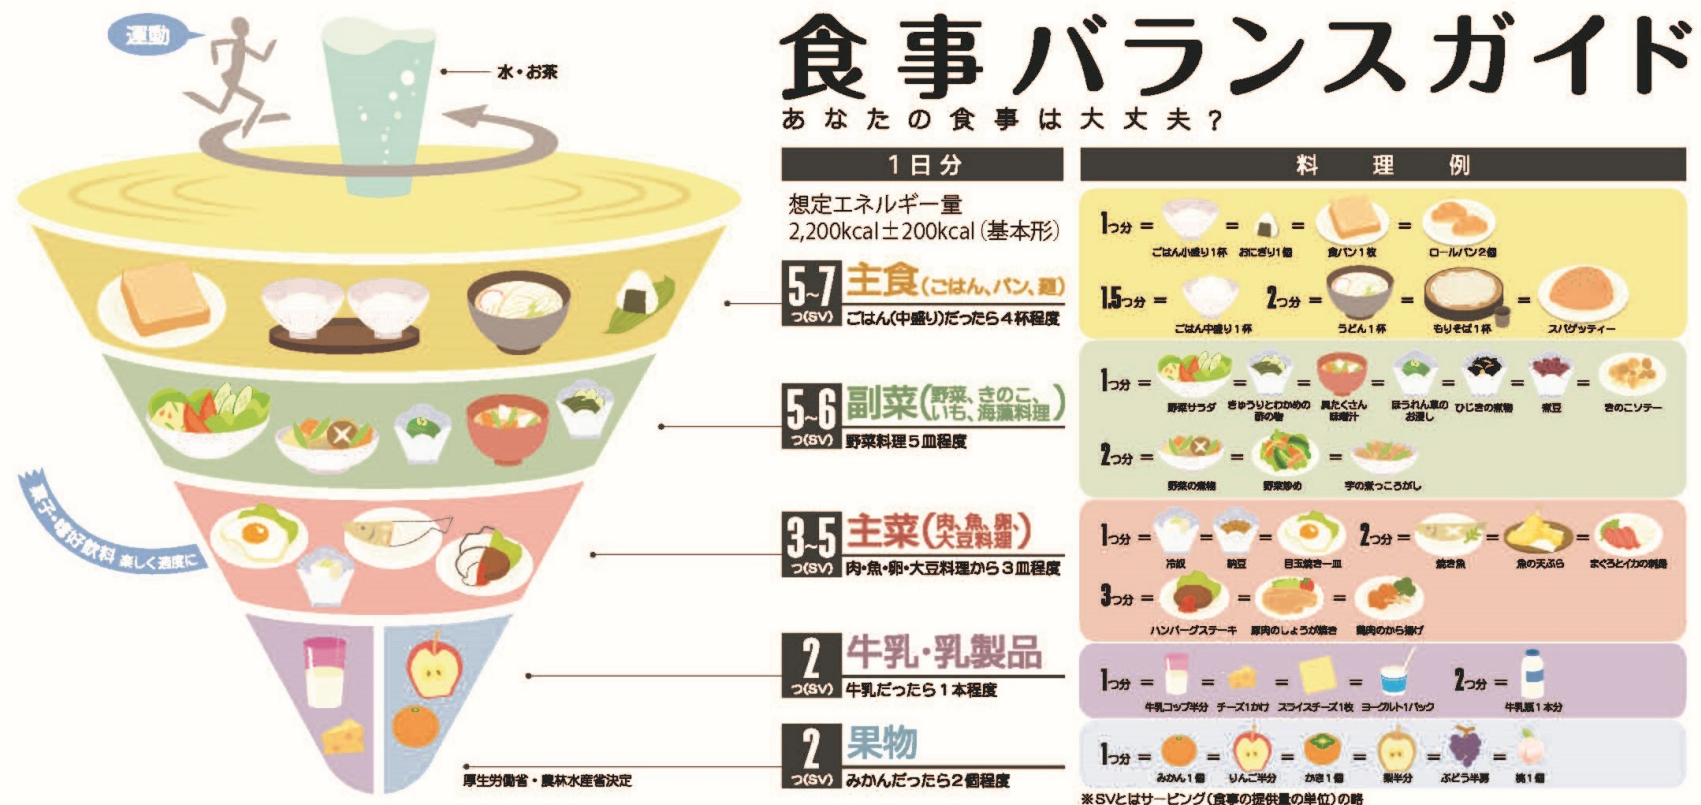 運動
水・お茶
菓子・嗜好飲料 楽しく適度に
食事バランスガイド
あなたの食事は大丈夫?
1日分
想定エネルギー量
2,200kcal±200kcal(基本形)
5~7
つ(SV)
主食(ごはん、パン、麺)
ごはん(中盛り)だったら4杯程度
5~6
つ(SV)
副菜(野菜、きのこ、
いも、海藻料理)
野菜料理5皿程度
3~5
つ(SV)
主菜(肉、魚、卵、
大豆料理)
肉・魚・卵・大豆料理から3皿程度
2
つ(SV)
牛乳・乳製品
牛乳だったら1本程度
2
つ(SV)
果物
みかんだったら2個程度
厚生労働省・農林水産省決定
料理例
1つ分 = = = =
ごはん小盛り1杯 おにぎり1個 食パン1枚 ロールパン2個
1.5つ分 = 2つ分 = = =
ごはん中盛り1杯 うどん1杯 もりそば1杯 スパゲッティー
1つ分 = = = = = = =
野菜サラダ きゅうりとわかめの 具たくさん ほうれん草の ひじきの煮物 煮豆 きのこソテー
酢の物 味噌汁 お浸し
2つ分 = = =
野菜の煮物 野菜炒め 芋の煮っころがし
1つ分 = = = 2つ分 = = =
冷奴 納豆 目玉焼き一皿 焼き魚 魚の天ぷら まぐろとイカの刺身
3つ分 = = =
ハンバーグステーキ 豚肉のしょうが焼き 鶏肉のから揚げ
1つ分 = = = = 2つ分 =
牛乳コップ半分 チーズ1かけ スライスチーズ1枚 ヨーグルト1パック 牛乳瓶1本分
1つ分 = = = = = =
みかん1個 りんご半分 かき1個 梨半分 ぶどう半房 桃1個
※SVとはサービング(食事の提供量の単位)の略